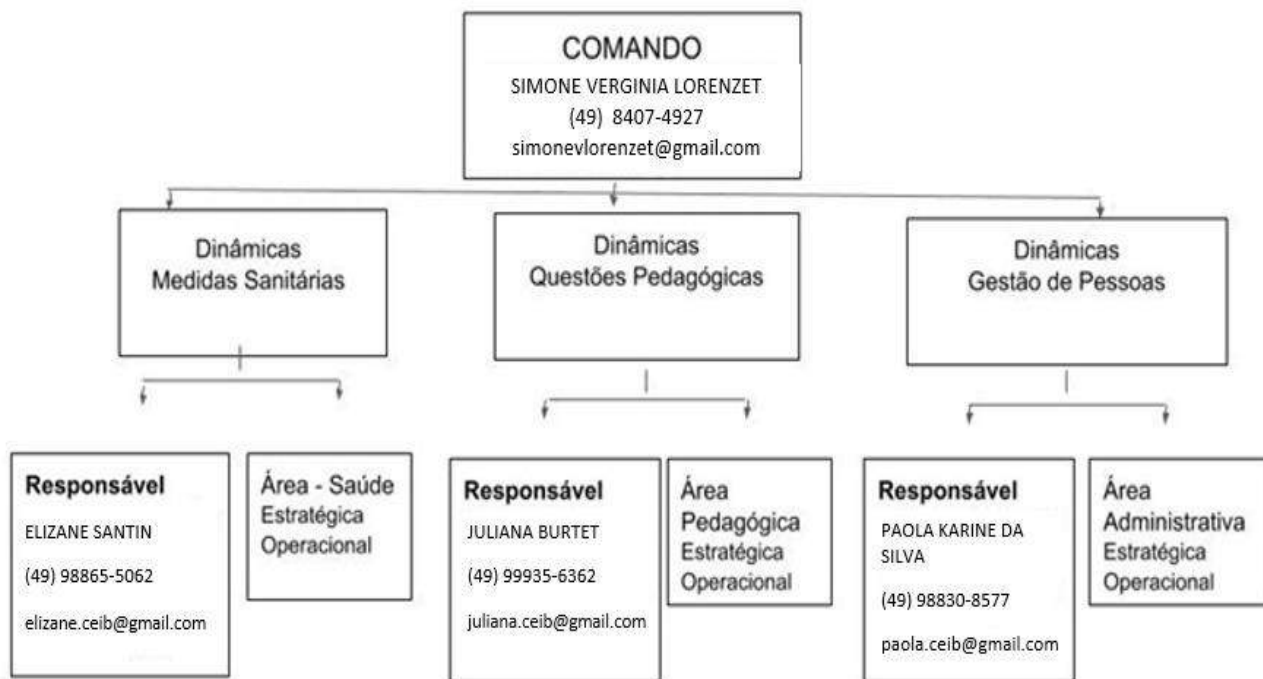 COMANDO
SIMONE VERGINIA LORENZET
(49) 8407-4927
simonevlorenzet@gmail.com
Dinâmicas
Medidas Sanitárias
Dinâmicas
Questões Pedagógicas
Dinâmicas
Gestão de Pessoas
Responsável
ELIZANE SANTIN
(49) 98865-5062
elizane.ceib@gmail.com
Área - Saúde
Estratégica
Operacional
Responsável
JULIANA BURTET
(49) 99935-6362
juliana.ceib@gmail.com
Área
Pedagógica
Estratégica
Operacional
Responsável
PAOLA KARINE DA
SILVA
(49) 98830-8577
paola.ceib@gmail.com
Área
Administrativa
Estratégica
Operacional